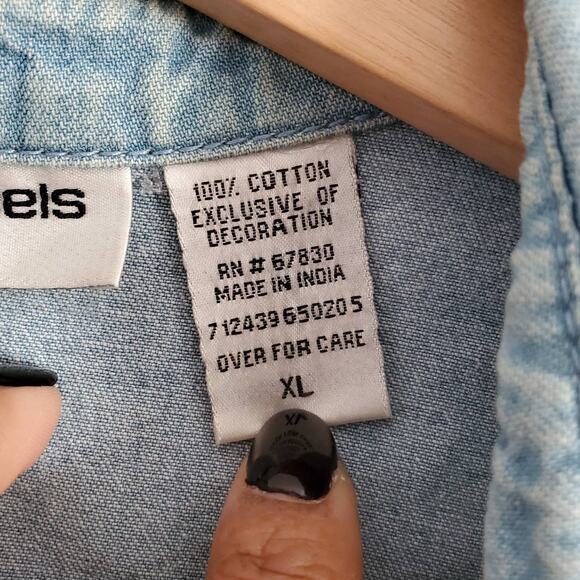 els
100% COTTON
EXCLUSIVE OF
DECORATION
RN # 67830
MADE IN INDIA
7 12439 65020 5
OVER FOR CARE
XL